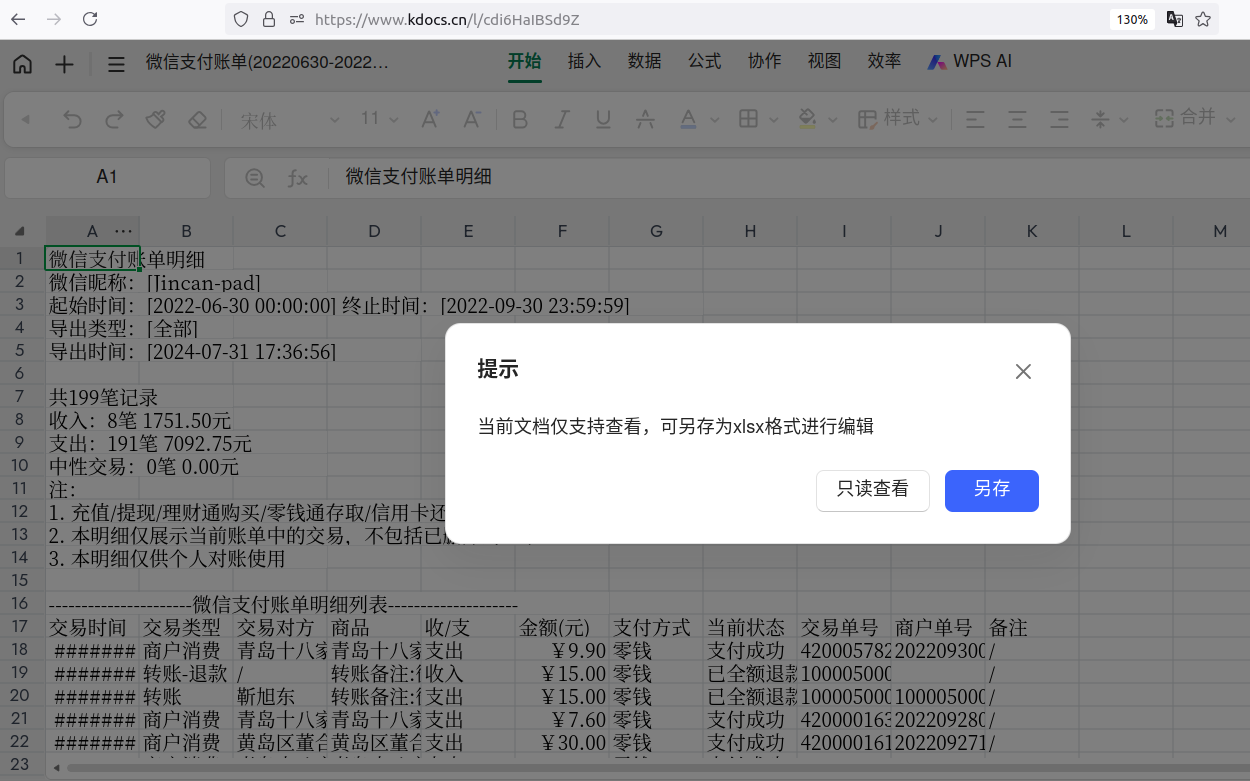 https://www.kdocs.cn/l/cdi6HaIBSd9Z
130%
微信支付账单(20220630-2022…
开始 插入 数据 公式 协作 视图 效率 WPS AI
宋体 11 A+ A- B I U A A 样式 合并
A1 fx 微信支付账单明细
A ··· B C D E F G H I J K L M
1 微信支付账单明细
2 微信昵称：[Jincan-pad]
3 起始时间：[2022-06-30 00:00:00] 终止时间：[2022-09-30 23:59:59]
4 导出类型：[全部]
5 导出时间：[2024-07-31 17:36:56]
6
7 共199笔记录
8 收入：8笔 1751.50元
9 支出：191笔 7092.75元
10 中性交易：0笔 0.00元
11 注：
12 1. 充值/提现/理财通购买/零钱通存取/信用卡还
13 2. 本明细仅展示当前账单中的交易，不包括已
14 3. 本明细仅供个人对账使用
15
16 ----------------------微信支付账单明细列表--------------------
17 交易时间 交易类型 交易对方 商品 收/支 金额(元) 支付方式 当前状态 交易单号 商户单号 备注
18 ####### 商户消费 青岛十八家 青岛十八家 支出 ￥9.90 零钱 支付成功 420005782 202209300 /
19 ####### 转账-退款 / 转账备注: 收入 ￥15.00 零钱 已全额退款 100005000 /
20 ####### 转账 靳旭东 转账备注: 支出 ￥15.00 零钱 已全额退款 100005000 100005000 /
21 ####### 商户消费 青岛十八家 青岛十八家 支出 ￥7.60 零钱 支付成功 420000163 202209280 /
22 ####### 商户消费 黄岛区董合 黄岛区董合 支出 ￥30.00 零钱 支付成功 420000161 202209271 /
23
提示
当前文档仅支持查看，可另存为xlsx格式进行编辑
只读查看 另存